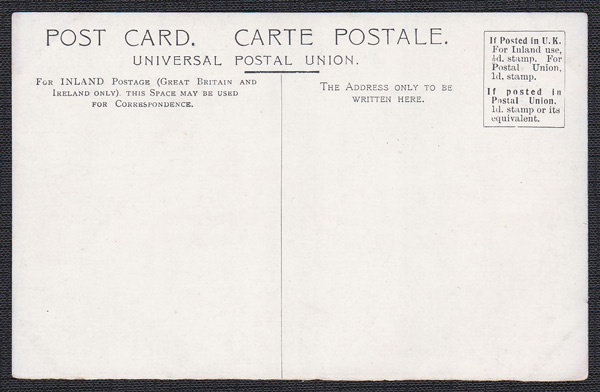 POST CARD. CARTE POSTALE.
UNIVERSAL POSTAL UNION.
For INLAND Postage (Great Britain and
Ireland only). this Space may be used
for Correspondence.
The Address only to be
written here.
If Posted in U.K.
For Inland use,
½d. stamp. For
Postal Union,
1d. stamp.
If posted in
Postal Union.
1d. stamp or its
equivalent.